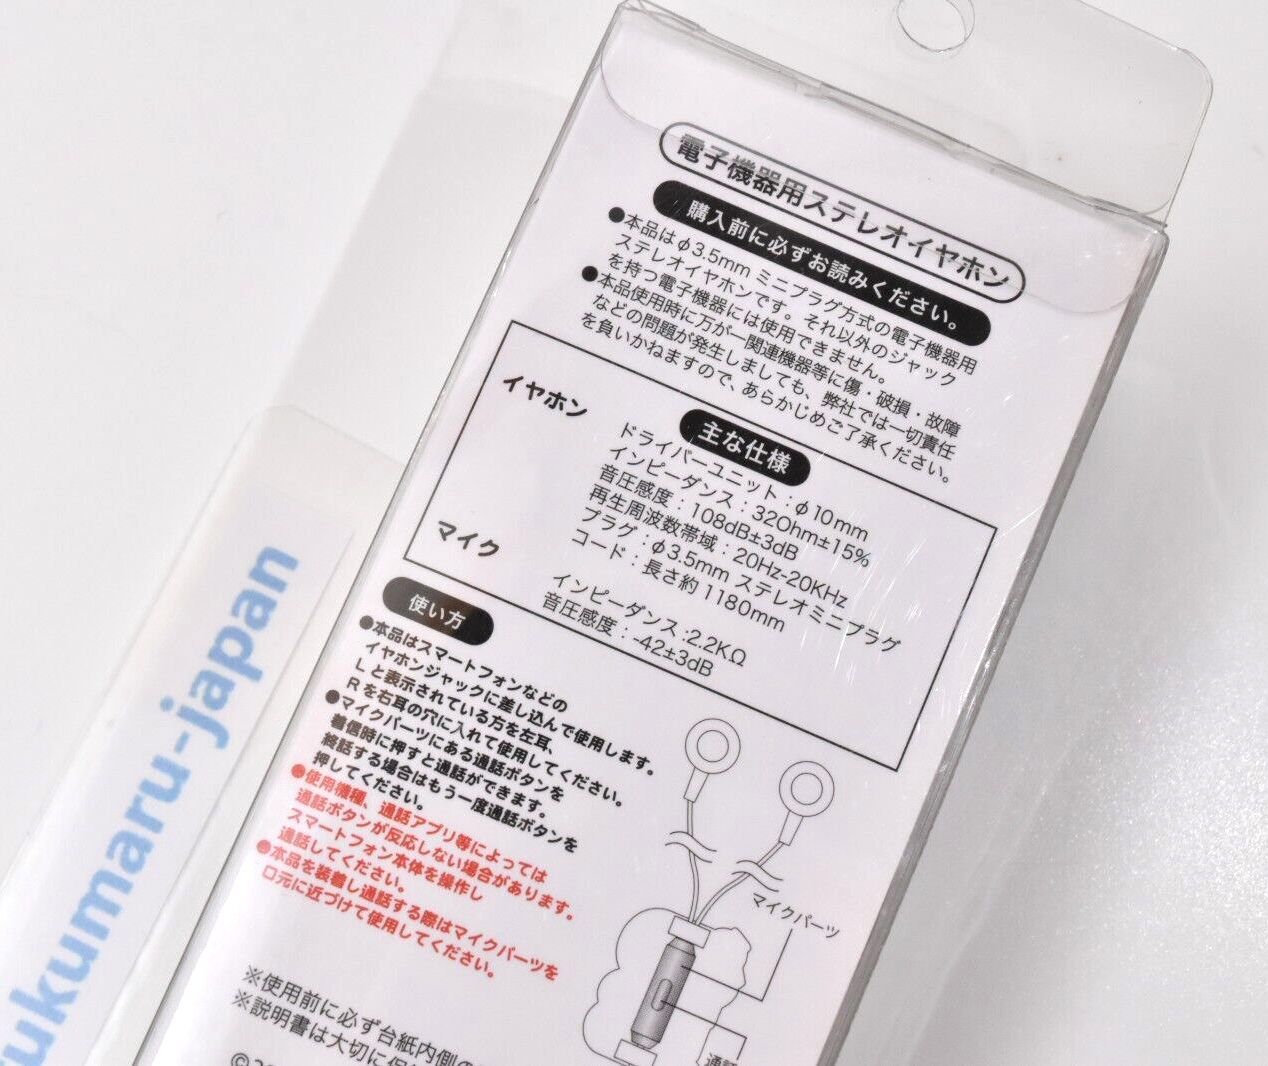 電子機器用ステレオイヤホン
購入前に必ずお読みください。
●本品はφ3.5mm ミニプラグ方式の電子機器用
ステレオイヤホンです。それ以外のジャック
を持つ電子機器には使用できません。
●本品使用時に万が一関連機器等に傷・破損・故障
などの問題が発生しましても、弊社では一切責任
を負いかねますので、あらかじめご了承ください。
主な仕様
イヤホン
ドライバーユニット：φ10mm
インピーダンス：32Ohm±15%
音圧感度：108dB±3dB
再生周波数帯域：20Hz-20KHz
プラグ：φ3.5mm ステレオミニプラグ
コード：長さ約 1180mm
マイク
インピーダンス:2.2KΩ
音圧感度：-42±3dB
使い方
●本品はスマートフォンなどの
イヤホンジャックに差し込んで使用します。
L と表示されている方を左耳、
R を右耳の穴に入れて使用してください。
●マイクパーツにある通話ボタンを
着信時に押すと通話ができます。
終話する場合はもう一度通話ボタンを
押してください。
●使用機種、通話アプリ等によっては
通話ボタンが反応しない場合があります。
スマートフォン本体を操作し
通話してください。
●本品を装着し通話する際はマイクパーツを
口元に近づけて使用してください。
マイクパーツ
通話
※使用前に必ず台紙内側の
※説明書は大切に保
©
ukumaru-japan